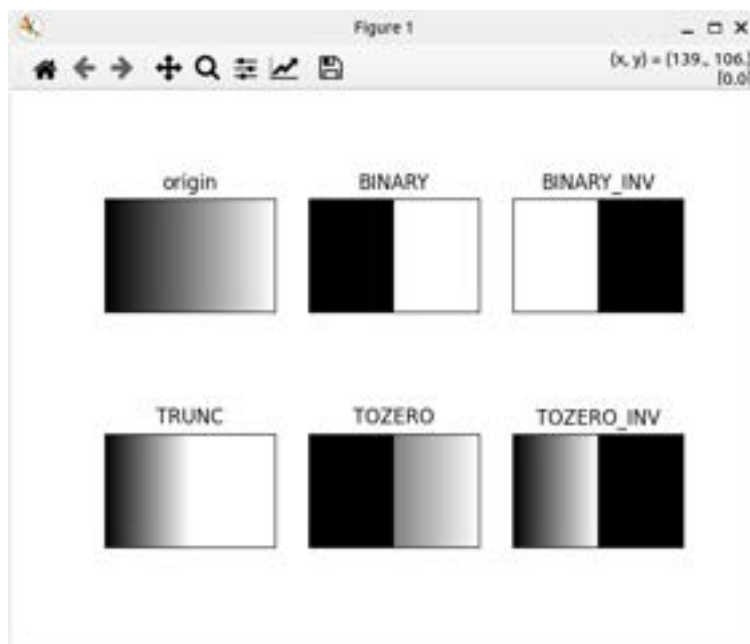 Figure 1
(x, y) = (139., 106.)
[0.0]
origin
BINARY
BINARY_INV
TRUNC
TOZERO
TOZERO_INV